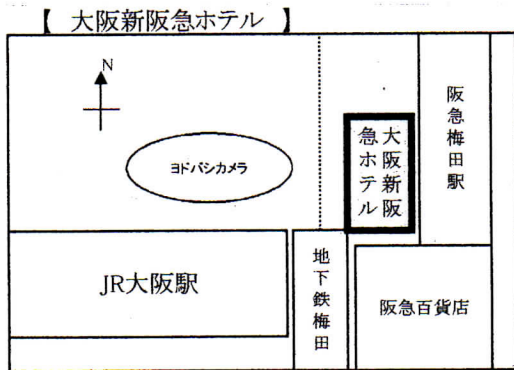 【 大阪新阪急ホテル 】
N
ヨドバシカメラ
大阪新阪
急ホテル
阪急梅田駅
JR大阪駅
地下鉄梅田
阪急百貨店